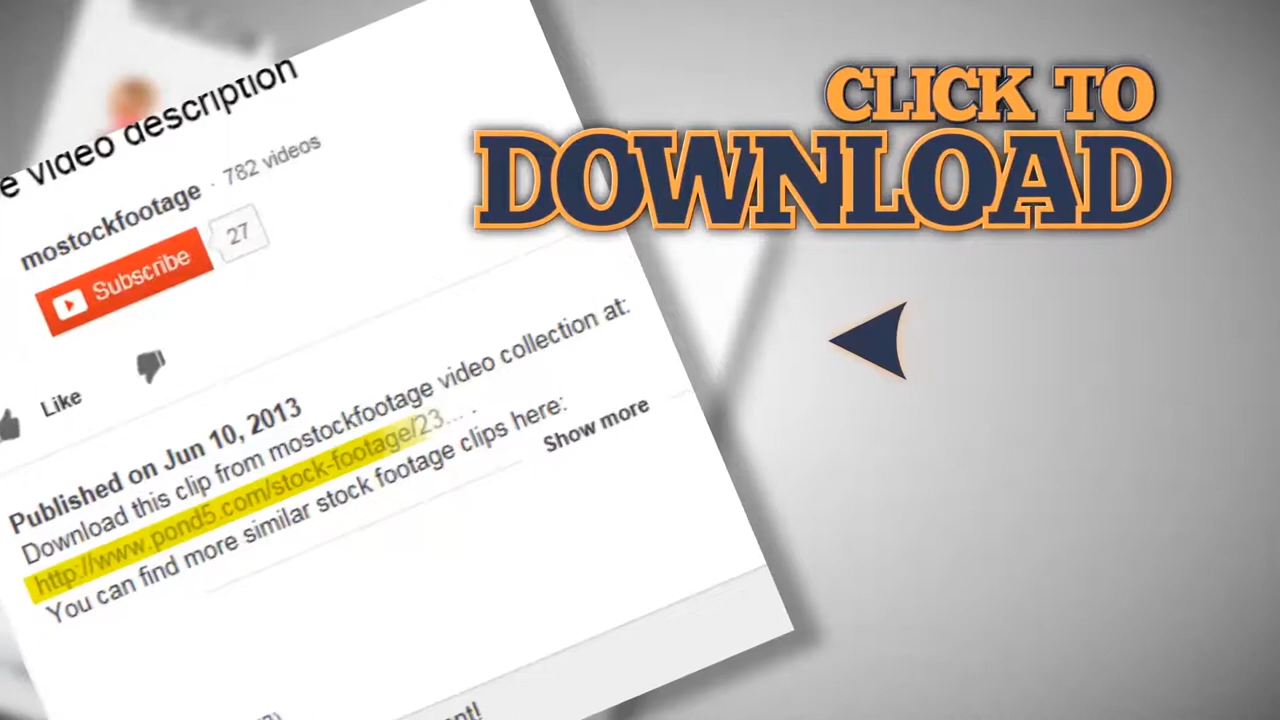 CLICK TO
DOWNLOAD
e video description
mostockfootage · 782 videos
Subscribe
27
Like
Published on Jun 10, 2013
Download this clip from mostockfootage video collection at:
http://www.pond5.com/stock-footage/23... .
You can find more similar stock footage clips here:
Show more